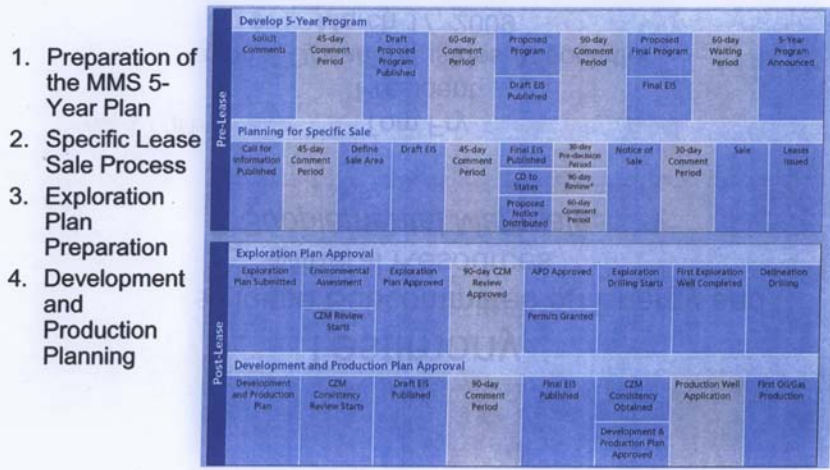 1. Preparation of
the MMS 5-
Year Plan
2. Specific Lease
Sale Process
3. Exploration
Plan
Preparation
4. Development
and
Production
Planning
Pre-Lease
Develop 5-Year Program
Solicit
Comments
45-day
Comment
Period
Draft
Proposed
Program
Published
60-day
Comment
Period
Proposed
Program
Draft EIS
Published
90-day
Comment
Period
Proposed
Final Program
Final EIS
60-day
Waiting
Period
5-Year
Program
Announced
Planning for Specific Sale
Call for
Information
Published
45-day
Comment
Period
Define
Sale Area
Draft EIS
45-day
Comment
Period
Final EIS
Published
CD to
States
Proposed
Notice
Distributed
30-day
Pre-decision
Period
90-day
Review*
60-day
Comment
Period
Notice of
Sale
30-day
Comment
Period
Sale
Leases
Issued
Post-Lease
Exploration Plan Approval
Exploration
Plan Submitted
Environmental
Assessment
CZM Review
Starts
Exploration
Plan Approved
90-day CZM
Review
Approved
APD Approved
Permits Granted
Exploration
Drilling Starts
First Exploration
Well Completed
Delineation
Drilling
Development and Production Plan Approval
Development
and Production
Plan
CZM
Consistency
Review Starts
Draft EIS
Published
90-day
Comment
Period
Final EIS
Published
CZM
Consistency
Obtained
Development &
Production Plan
Approved
Production Well
Application
First Oil/Gas
Production